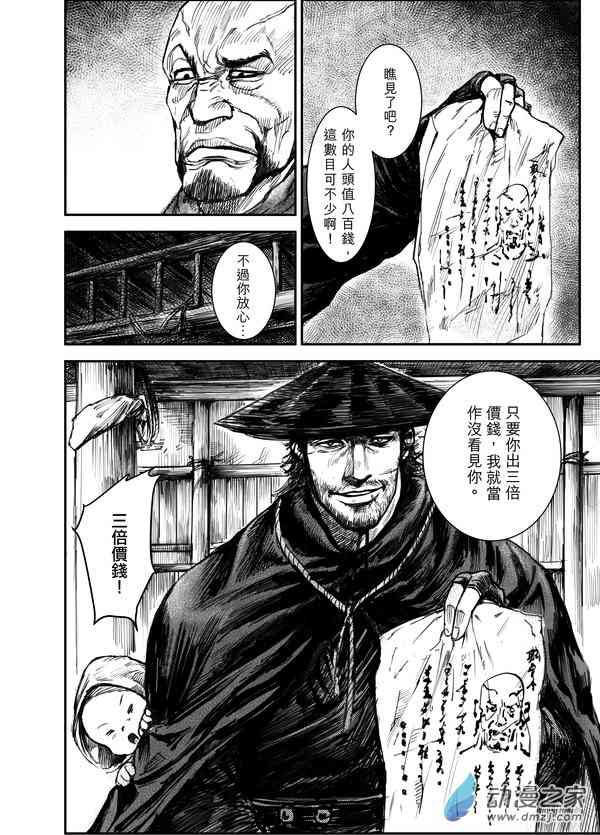 瞧見了吧？
你的人頭值八百錢，
這數目可不少啊！
不過你放心…
只要你出三倍
價錢，我就當
作沒看見你。
三倍價錢！
动漫之家
www.dmzj.com